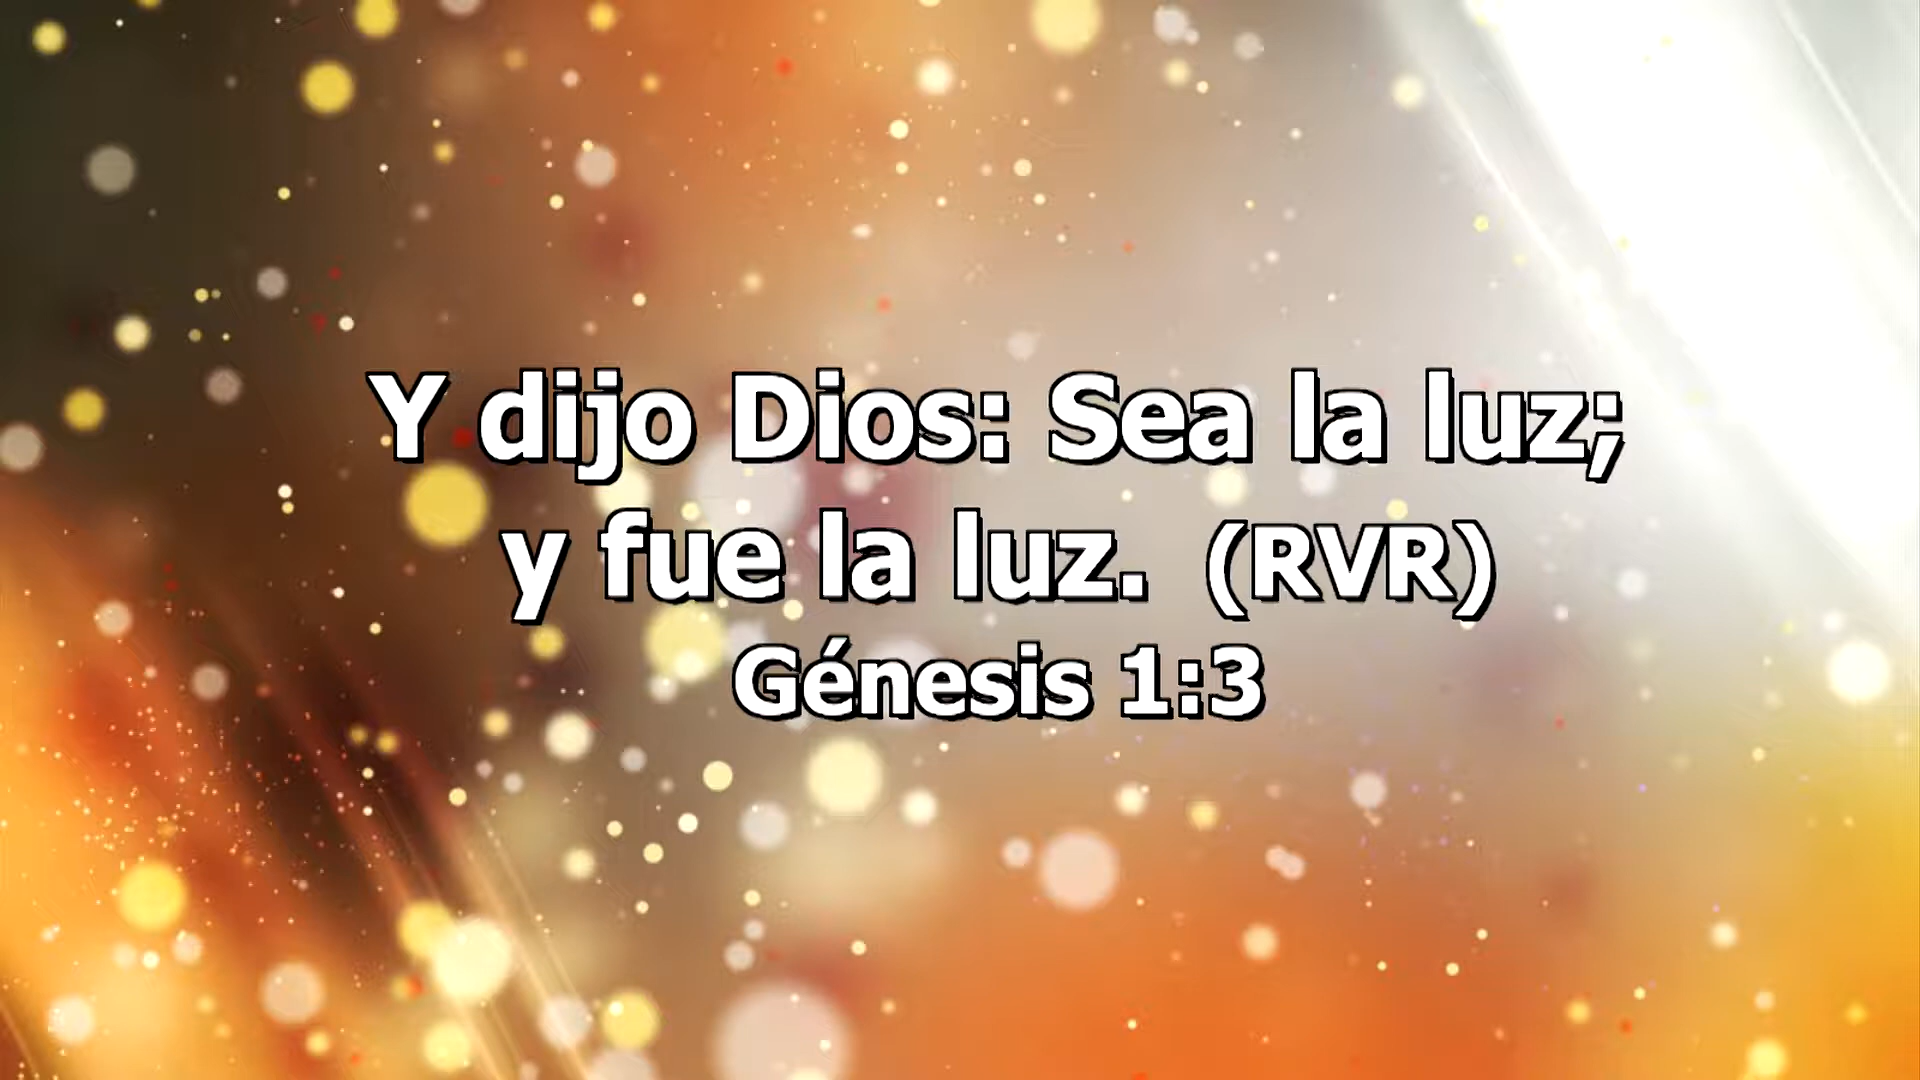 Y dijo Dios: Sea la luz;
y fue la luz. (RVR)
Génesis 1:3